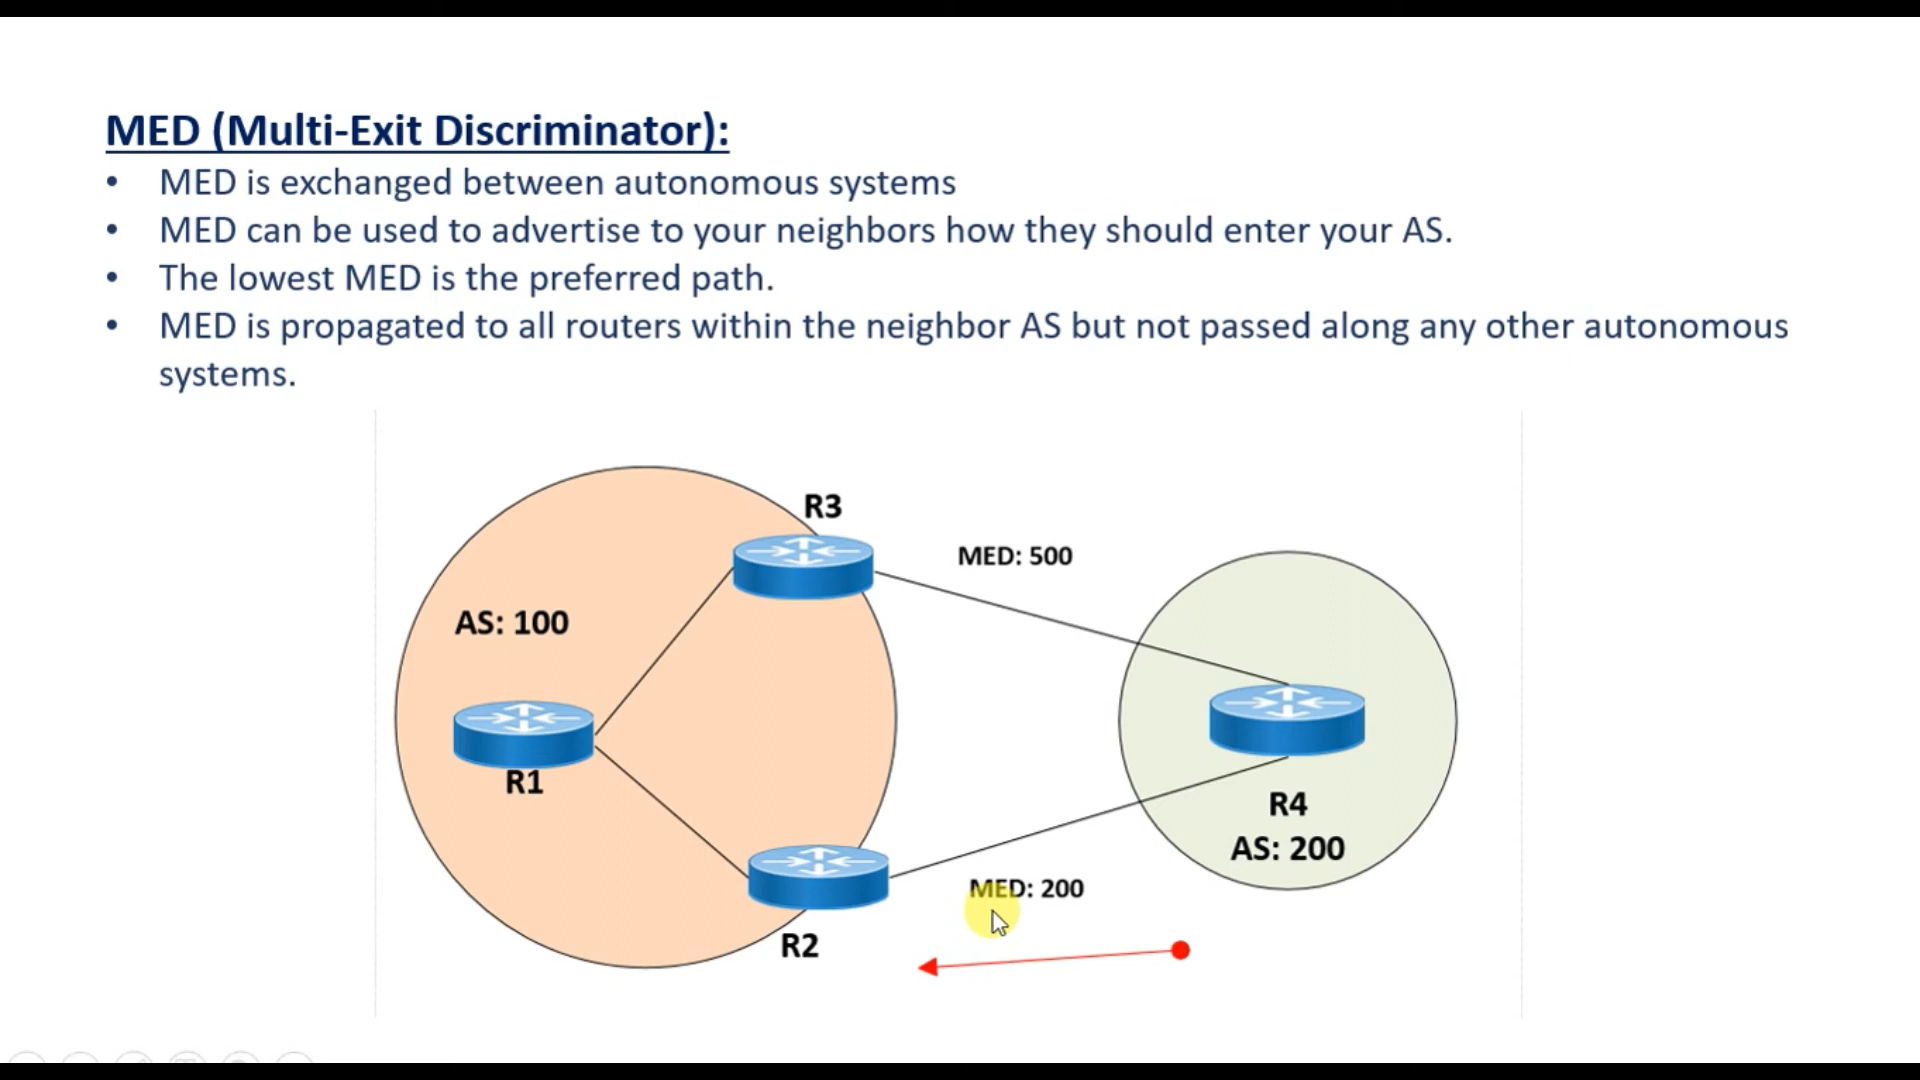 MED (Multi-Exit Discriminator):
• MED is exchanged between autonomous systems
• MED can be used to advertise to your neighbors how they should enter your AS.
• The lowest MED is the preferred path.
• MED is propagated to all routers within the neighbor AS but not passed along any other autonomous
systems.
R3
MED: 500
AS: 100
R1
R4
AS: 200
MED: 200
R2